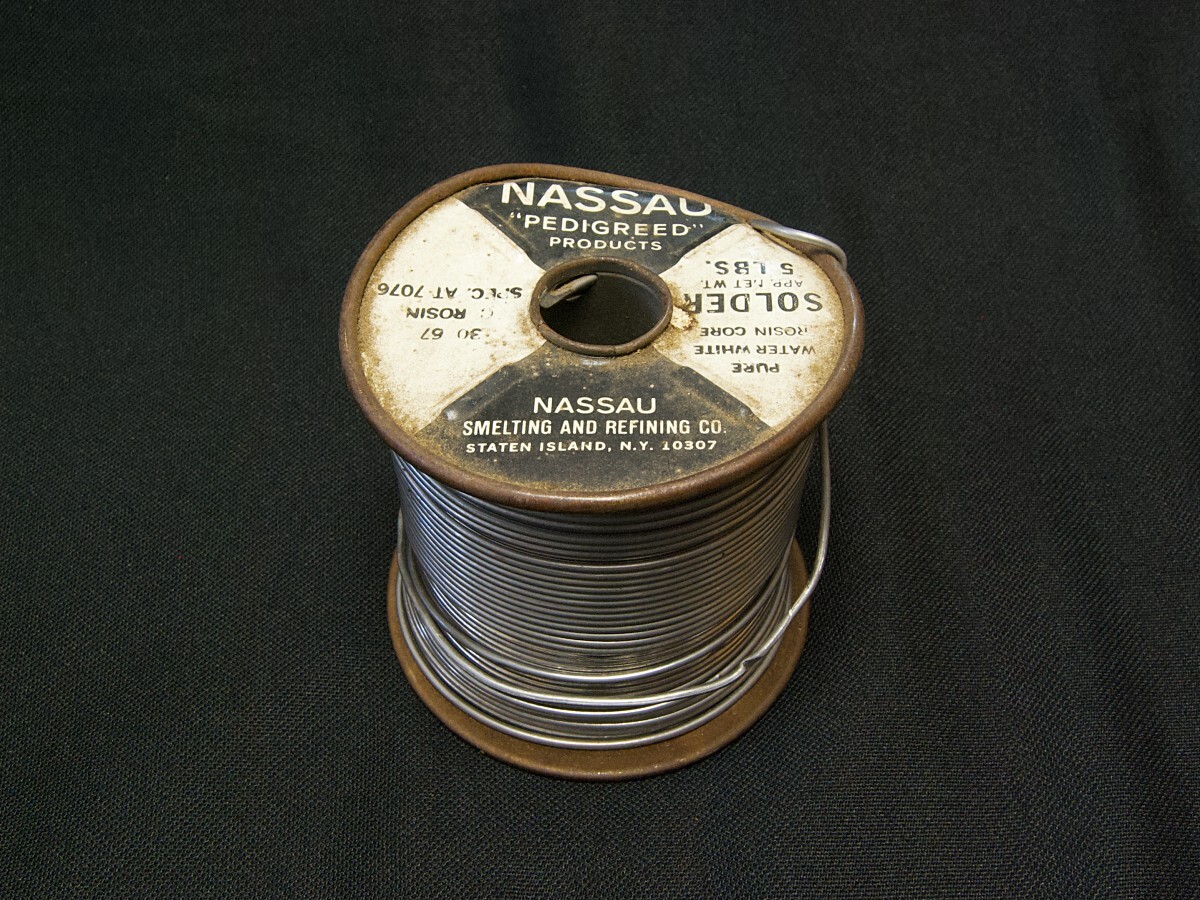 NASSAU
"PEDIGREED"
PRODUCTS
PURE
WATER WHITE
ROSIN CORE
SOLDER
APP. NET WT.
5 LBS.
30 67
C ROSIN
SPEC. AT-7076
NASSAU
SMELTING AND REFINING CO.
STATEN ISLAND, N.Y. 10307